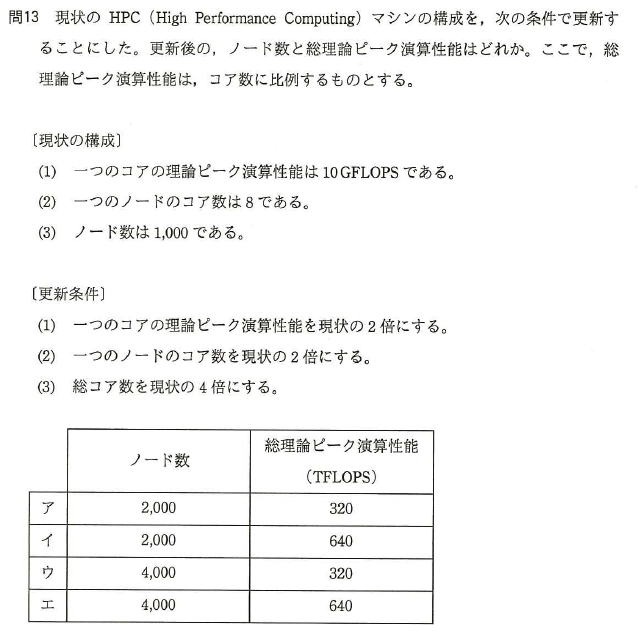 問13 現状の HPC(High Performance Computing)マシンの構成を,次の条件で更新す
ることにした。更新後の,ノード数と総理論ピーク演算性能はどれか。ここで,総
理論ピーク演算性能は,コア数に比例するものとする。
〔現状の構成〕
(1) 一つのコアの理論ピーク演算性能は10GFLOPSである。
(2) 一つのノードのコア数は8である。
(3) ノード数は1,000である。
〔更新条件〕
(1) 一つのコアの理論ピーク演算性能を現状の2倍にする。
(2) 一つのノードのコア数を現状の2倍にする。
(3) 総コア数を現状の4倍にする。
ノード数 総理論ピーク演算性能
(TFLOPS)
ア 2,000 320
イ 2,000 640
ウ 4,000 320
エ 4,000 640